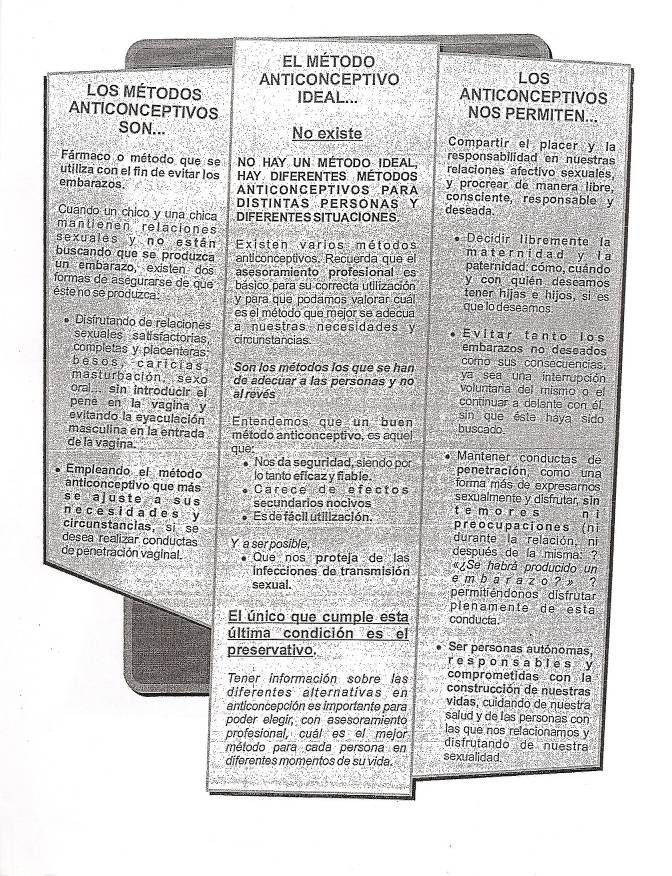 LOS MÉTODOS
ANTICONCEPTIVOS
SON...
Fármaco o método que se
utiliza con el fin de evitar los
embarazos.
Cuando un chico y una chica
mantienen relaciones
sexuales y no están
buscando que se produzca
un embarazo, existen dos
formas de asegurarse de que
éste no se produzca:
• Disfrutando de relaciones
sexuales satisfactorias,
completas y placenteras:
besos, caricias,
masturbación, sexo
oral... sin introducir el
pene en la vagina y
evitando la eyaculación
masculina en la entrada
de la vagina.
• Empleando el método
anticonceptivo que más
se ajuste a sus
necesidades y
circunstancias, si se
desea realizar conductas
de penetración vaginal.
EL MÉTODO
ANTICONCEPTIVO
IDEAL...
No existe
NO HAY UN MÉTODO IDEAL,
HAY DIFERENTES MÉTODOS
ANTICONCEPTIVOS PARA
DISTINTAS PERSONAS Y
DIFERENTES SITUACIONES.
Existen varios métodos
anticonceptivos. Recuerda que el
asesoramiento profesional es
básico para su correcta utilización
y para que podamos valorar cuál
es el método que mejor se adecua
a nuestras necesidades y
circunstancias.
Son los métodos los que se han
de adecuar a las personas y no
al revés
Entendemos que un buen
método anticonceptivo, es aquel
que:
• Nos da seguridad, siendo por
lo tanto eficaz y fiable.
• Carece de efectos
secundarios nocivos
• Es de fácil utilización.
Y a ser posible,
• Que nos proteja de las
infecciones de transmisión
sexual.
El único que cumple esta
última condición es el
preservativo.
Tener información sobre las
diferentes alternativas en
anticoncepción es importante para
poder elegir, con asesoramiento
profesional, cuál es el mejor
método para cada persona en
diferentes momentos de su vida.
LOS
ANTICONCEPTIVOS
NOS PERMITEN...
Compartir el placer y la
responsabilidad en nuestras
relaciones afectivo sexuales,
y procrear de manera libre,
consciente, responsable y
deseada.
• Decidir libremente la
maternidad y la
paternidad: cómo, cuándo
y con quién deseamos
tener hijas e hijos, si es
que lo deseamos.
• Evitar tanto los
embarazos no deseados
como sus consecuencias,
ya sea una interrupción
voluntaria del mismo o el
continuar a delante con él,
sin que éste haya sido
buscado.
• Mantener conductas de
penetración, como una
forma más de expresarnos
sexualmente y disfrutar, sin
temores ni
preocupaciones (ni
durante la relación, ni
después de la misma: ?
«¿Se habrá producido un
embarazo?» ?
permitiéndonos disfrutar
plenamente de esta
conducta.
• Ser personas autónomas,
responsables y
comprometidas con la
construcción de nuestras
vidas, cuidando de nuestra
salud y de las personas con
las que nos relacionamos y
disfrutando de nuestra
sexualidad.